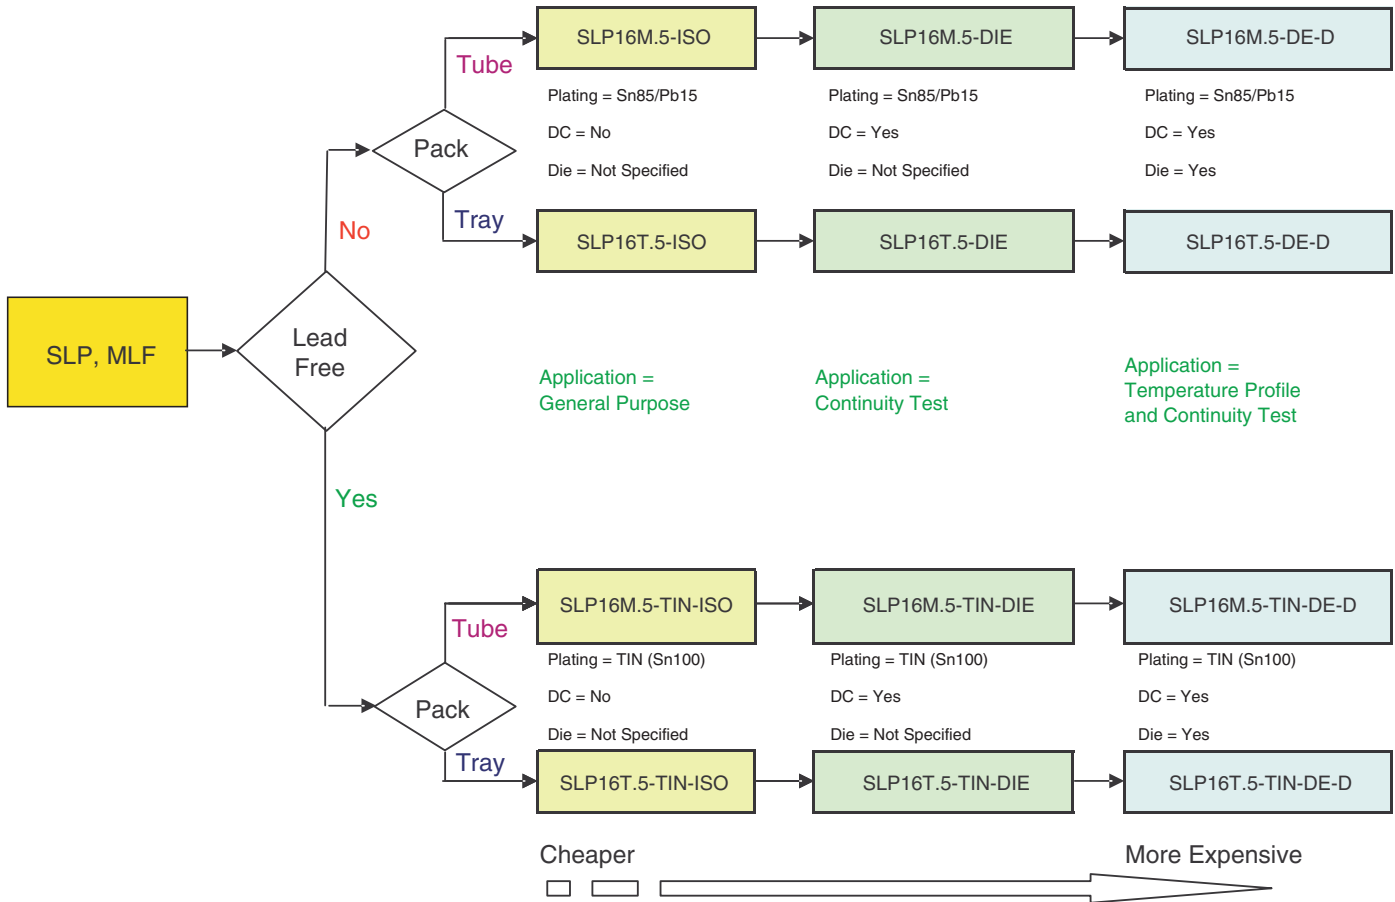 SLP16M.5-ISO
SLP16M.5-DIE
SLP16M.5-DE-D
Tube
Plating = Sn85/Pb15
Plating = Sn85/Pb15
Plating = Sn85/Pb15
DC = No
DC = Yes
DC = Yes
Pack
Die = Not Specified
Die = Not Specified
Die = Yes
Tray
No
SLP16T.5-ISO
SLP16T.5-DIE
SLP16T.5-DE-D
SLP, MLF
Lead
Free
Application =
General Purpose
Application =
Continuity Test
Application =
Temperature Profile
and Continuity Test
Yes
SLP16M.5-TIN-ISO
SLP16M.5-TIN-DIE
SLP16M.5-TIN-DE-D
Tube
Plating = TIN (Sn100)
Plating = TIN (Sn100)
Plating = TIN (Sn100)
DC = No
DC = Yes
DC = Yes
Pack
Die = Not Specified
Die = Not Specified
Die = Yes
Tray
SLP16T.5-TIN-ISO
SLP16T.5-TIN-DIE
SLP16T.5-TIN-DE-D
Cheaper
More Expensive